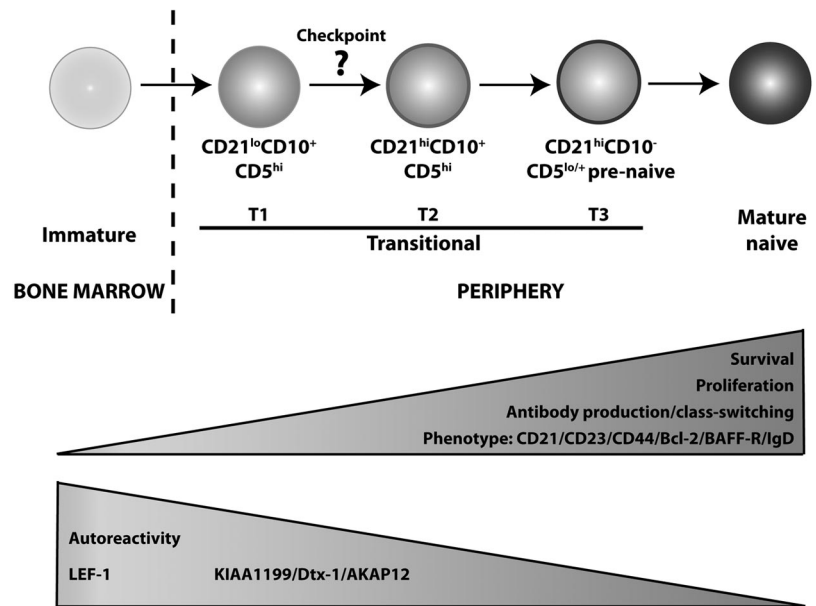 Checkpoint
?
CD21loCD10+
CD5hi
CD21hiCD10+
CD5hi
CD21hiCD10-
CD5lo/+ pre-naive
T1
T2
T3
Transitional
Immature
Mature
naive
BONE MARROW
PERIPHERY
Survival
Proliferation
Antibody production/class-switching
Phenotype: CD21/CD23/CD44/Bcl-2/BAFF-R/IgD
Autoreactivity
LEF-1
KIAA1199/Dtx-1/AKAP12